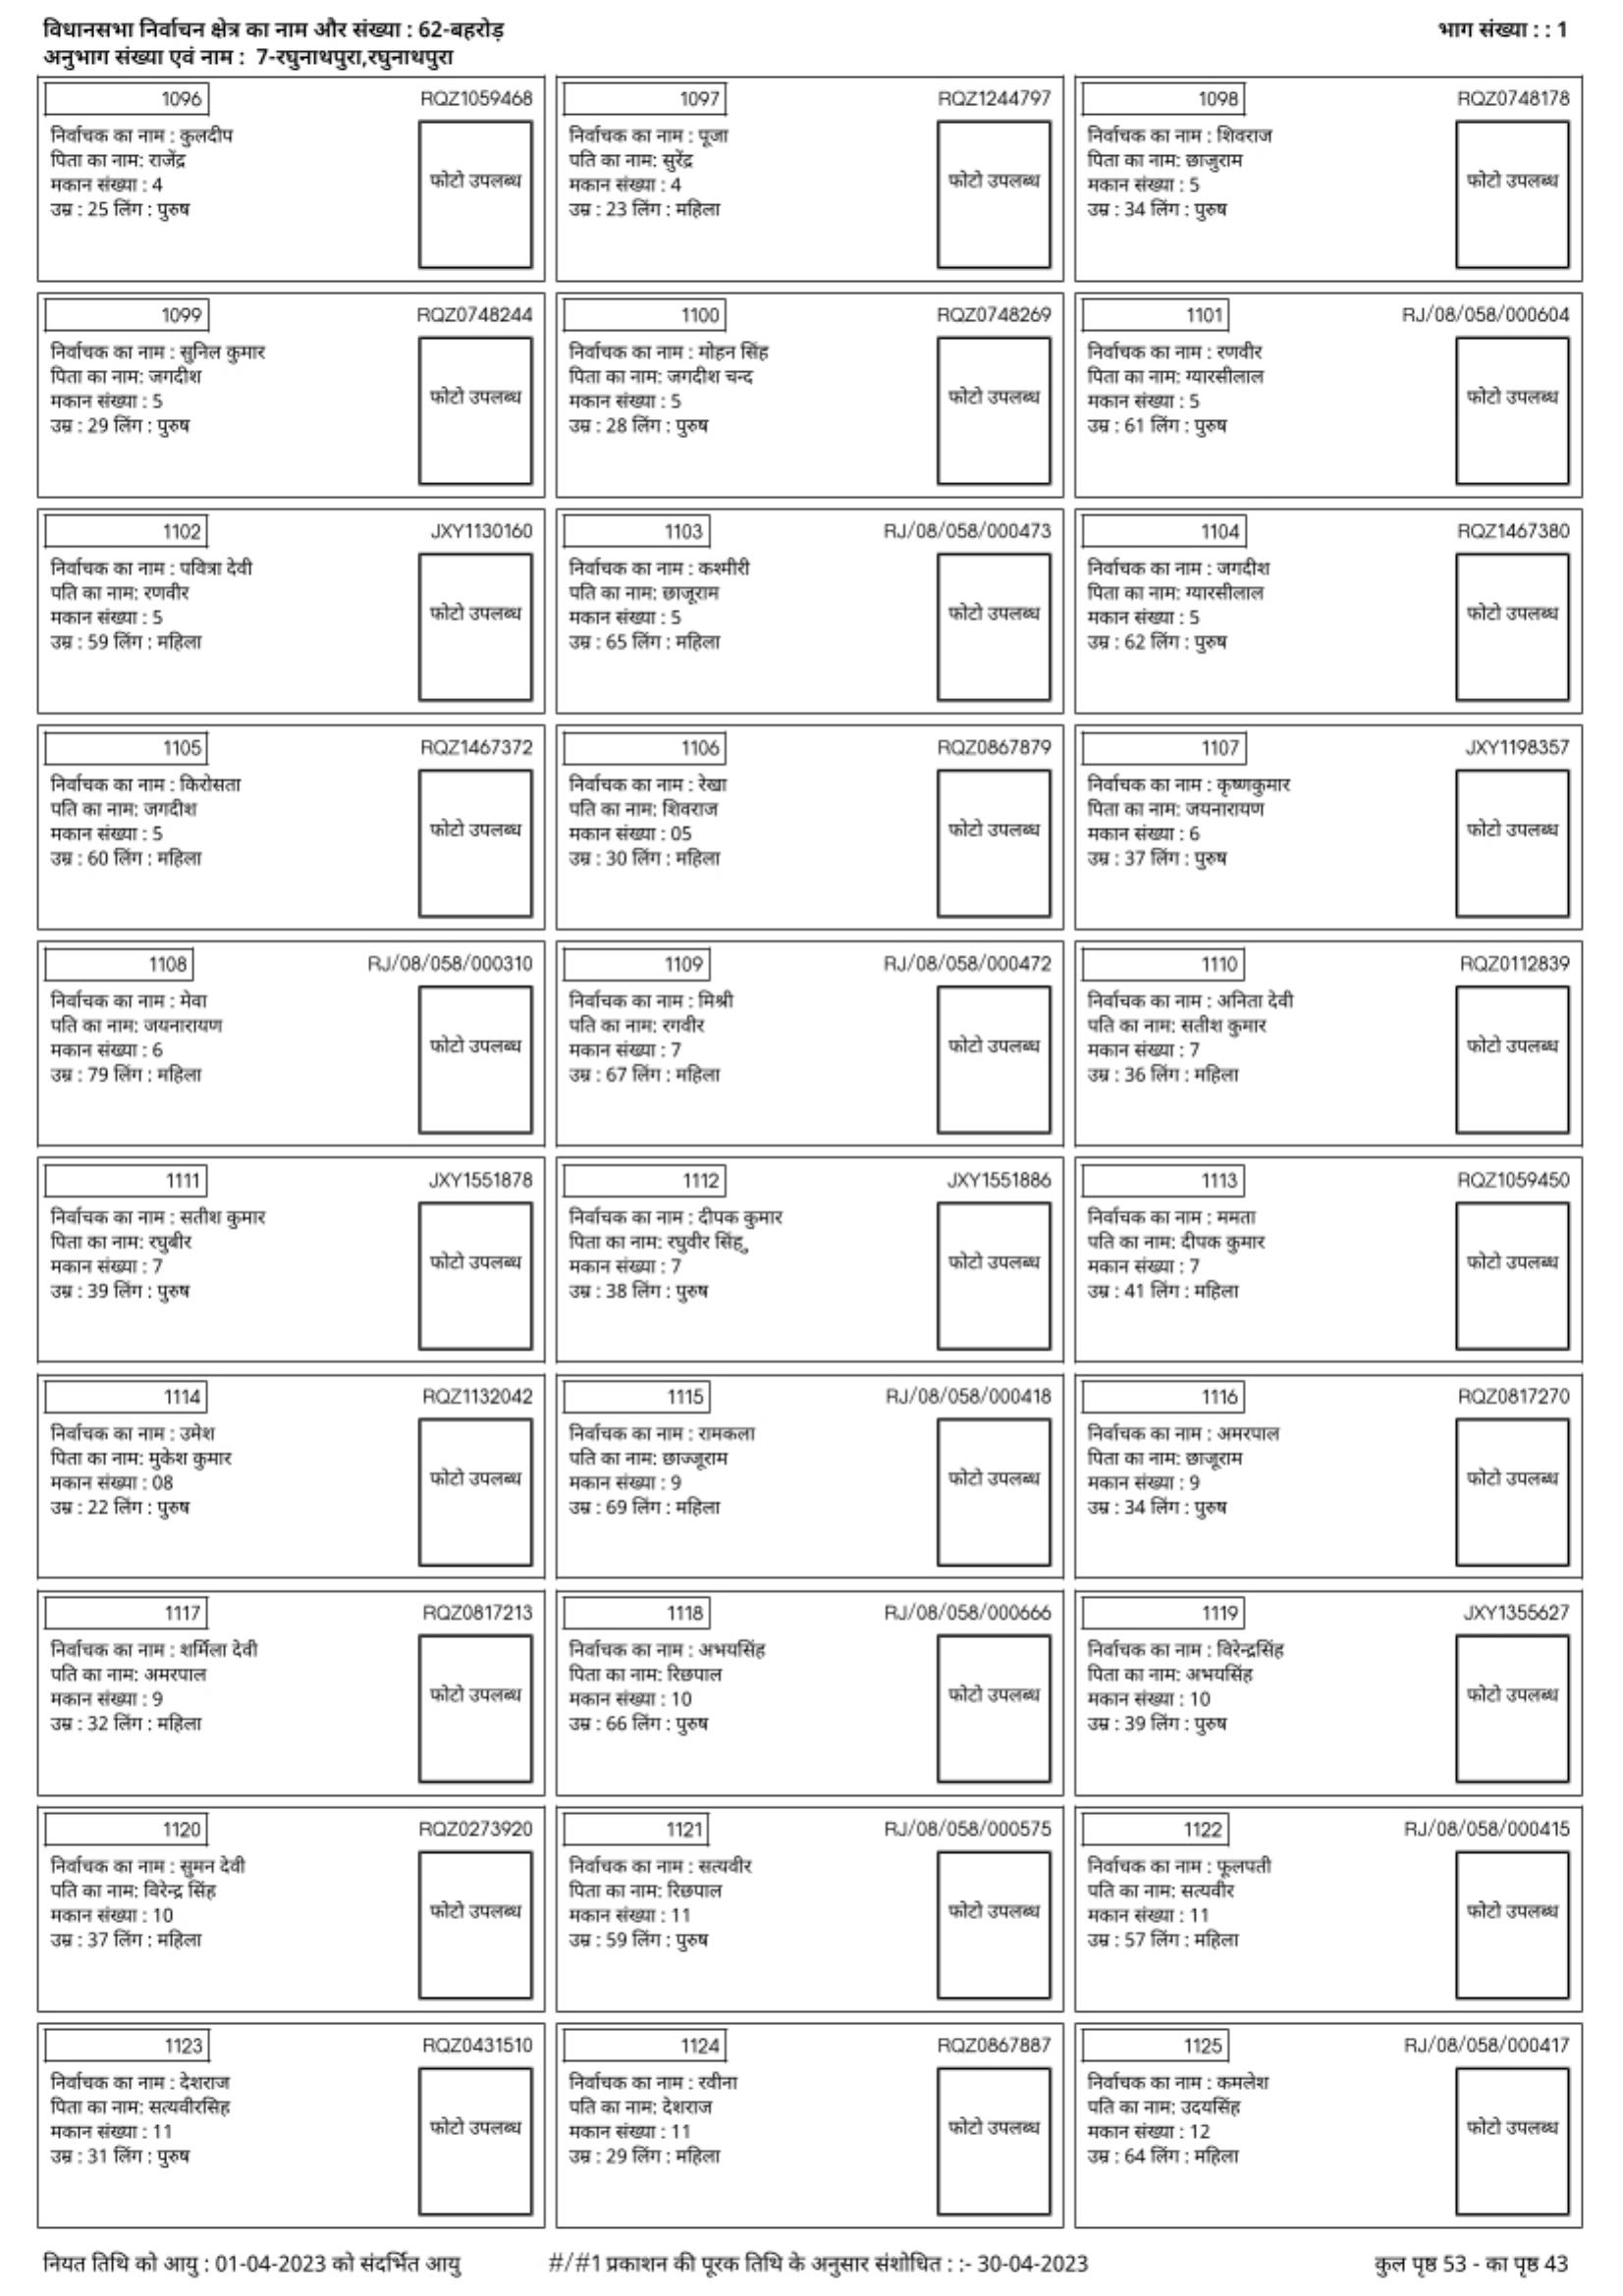 विधानसभा निर्वाचन क्षेत्र का नाम और संख्या : 62-बहरोड़
भाग संख्या : : 1
अनुभाग संख्या एवं नाम : 7-रघुनाथपुरा,रघुनाथपुरा
1096 RQZ1059468
निर्वाचक का नाम : कुलदीप
पिता का नाम: राजेंद्र
मकान संख्या : 4
उम्र : 25 लिंग : पुरुष
फोटो उपलब्ध
1097 RQZ1244797
निर्वाचक का नाम : पूजा
पति का नाम: सुरेंद्र
मकान संख्या : 4
उम्र : 23 लिंग : महिला
फोटो उपलब्ध
1098 RQZ0748178
निर्वाचक का नाम : शिवराज
पिता का नाम: छाजुराम
मकान संख्या : 5
उम्र : 34 लिंग : पुरुष
फोटो उपलब्ध
1099 RQZ0748244
निर्वाचक का नाम : सुनिल कुमार
पिता का नाम: जगदीश
मकान संख्या : 5
उम्र : 29 लिंग : पुरुष
फोटो उपलब्ध
1100 RQZ0748269
निर्वाचक का नाम : मोहन सिंह
पिता का नाम: जगदीश चन्द
मकान संख्या : 5
उम्र : 28 लिंग : पुरुष
फोटो उपलब्ध
1101 RJ/08/058/000604
निर्वाचक का नाम : रणवीर
पिता का नाम: ग्यारसीलाल
मकान संख्या : 5
उम्र : 61 लिंग : पुरुष
फोटो उपलब्ध
1102 JXY1130160
निर्वाचक का नाम : पवित्रा देवी
पति का नाम: रणवीर
मकान संख्या : 5
उम्र : 59 लिंग : महिला
फोटो उपलब्ध
1103 RJ/08/058/000473
निर्वाचक का नाम : कश्मीरी
पति का नाम: छाजूराम
मकान संख्या : 5
उम्र : 65 लिंग : महिला
फोटो उपलब्ध
1104 RQZ1467380
निर्वाचक का नाम : जगदीश
पिता का नाम: ग्यारसीलाल
मकान संख्या : 5
उम्र : 62 लिंग : पुरुष
फोटो उपलब्ध
1105 RQZ1467372
निर्वाचक का नाम : किरोसता
पति का नाम: जगदीश
मकान संख्या : 5
उम्र : 60 लिंग : महिला
फोटो उपलब्ध
1106 RQZ0867879
निर्वाचक का नाम : रेखा
पति का नाम: शिवराज
मकान संख्या : 05
उम्र : 30 लिंग : महिला
फोटो उपलब्ध
1107 JXY1198357
निर्वाचक का नाम : कृष्णकुमार
पिता का नाम: जयनारायण
मकान संख्या : 6
उम्र : 37 लिंग : पुरुष
फोटो उपलब्ध
1108 RJ/08/058/000310
निर्वाचक का नाम : मेवा
पति का नाम: जयनारायण
मकान संख्या : 6
उम्र : 79 लिंग : महिला
फोटो उपलब्ध
1109 RJ/08/058/000472
निर्वाचक का नाम : मिश्री
पति का नाम: रगवीर
मकान संख्या : 7
उम्र : 67 लिंग : महिला
फोटो उपलब्ध
1110 RQZ0112839
निर्वाचक का नाम : अनिता देवी
पति का नाम: सतीश कुमार
मकान संख्या : 7
उम्र : 36 लिंग : महिला
फोटो उपलब्ध
1111 JXY1551878
निर्वाचक का नाम : सतीश कुमार
पिता का नाम: रघुबीर
मकान संख्या : 7
उम्र : 39 लिंग : पुरुष
फोटो उपलब्ध
1112 JXY1551886
निर्वाचक का नाम : दीपक कुमार
पिता का नाम: रघुवीर सिंह ु
मकान संख्या : 7
उम्र : 38 लिंग : पुरुष
फोटो उपलब्ध
1113 RQZ1059450
निर्वाचक का नाम : ममता
पति का नाम: दीपक कुमार
मकान संख्या : 7
उम्र : 41 लिंग : महिला
फोटो उपलब्ध
1114 RQZ1132042
निर्वाचक का नाम : उमेश
पिता का नाम: मुकेश कुमार
मकान संख्या : 08
उम्र : 22 लिंग : पुरुष
फोटो उपलब्ध
1115 RJ/08/058/000418
निर्वाचक का नाम : रामकला
पति का नाम: छाज्जूराम
मकान संख्या : 9
उम्र : 69 लिंग : महिला
फोटो उपलब्ध
1116 RQZ0817270
निर्वाचक का नाम : अमरपाल
पिता का नाम: छाजूराम
मकान संख्या : 9
उम्र : 34 लिंग : पुरुष
फोटो उपलब्ध
1117 RQZ0817213
निर्वाचक का नाम : शर्मिला देवी
पति का नाम: अमरपाल
मकान संख्या : 9
उम्र : 32 लिंग : महिला
फोटो उपलब्ध
1118 RJ/08/058/000666
निर्वाचक का नाम : अभयसिंह
पिता का नाम: रिछपाल
मकान संख्या : 10
उम्र : 66 लिंग : पुरुष
फोटो उपलब्ध
1119 JXY1355627
निर्वाचक का नाम : विरेन्द्रसिंह
पिता का नाम: अभयसिंह
मकान संख्या : 10
उम्र : 39 लिंग : पुरुष
फोटो उपलब्ध
1120 RQZ0273920
निर्वाचक का नाम : सुमन देवी
पति का नाम: विरेन्द्र सिंह
मकान संख्या : 10
उम्र : 37 लिंग : महिला
फोटो उपलब्ध
1121 RJ/08/058/000575
निर्वाचक का नाम : सत्यवीर
पिता का नाम: रिछपाल
मकान संख्या : 11
उम्र : 59 लिंग : पुरुष
फोटो उपलब्ध
1122 RJ/08/058/000415
निर्वाचक का नाम : फूलपती
पति का नाम: सत्यवीर
मकान संख्या : 11
उम्र : 57 लिंग : महिला
फोटो उपलब्ध
1123 RQZ0431510
निर्वाचक का नाम : देशराज
पिता का नाम: सत्यवीरसिह
मकान संख्या : 11
उम्र : 31 लिंग : पुरुष
फोटो उपलब्ध
1124 RQZ0867887
निर्वाचक का नाम : रवीना
पति का नाम: देशराज
मकान संख्या : 11
उम्र : 29 लिंग : महिला
फोटो उपलब्ध
1125 RJ/08/058/000417
निर्वाचक का नाम : कमलेश
पति का नाम: उदयसिंह
मकान संख्या : 12
उम्र : 64 लिंग : महिला
फोटो उपलब्ध
नियत तिथि को आयु : 01-04-2023 को संदर्भित आयु
#/#1 प्रकाशन की पूरक तिथि के अनुसार संशोधित : :- 30-04-2023
कुल पृष्ठ 53 - का पृष्ठ 43